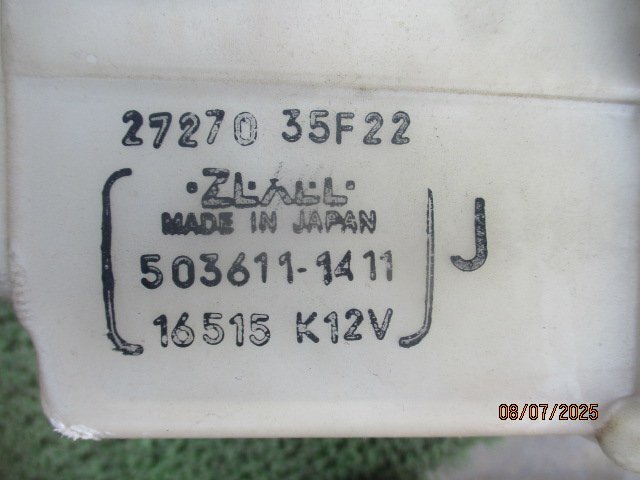 27270 35F22
·ZEXEL·
MADE IN JAPAN
503611-1411
J
16515 K12V
08/07/2025